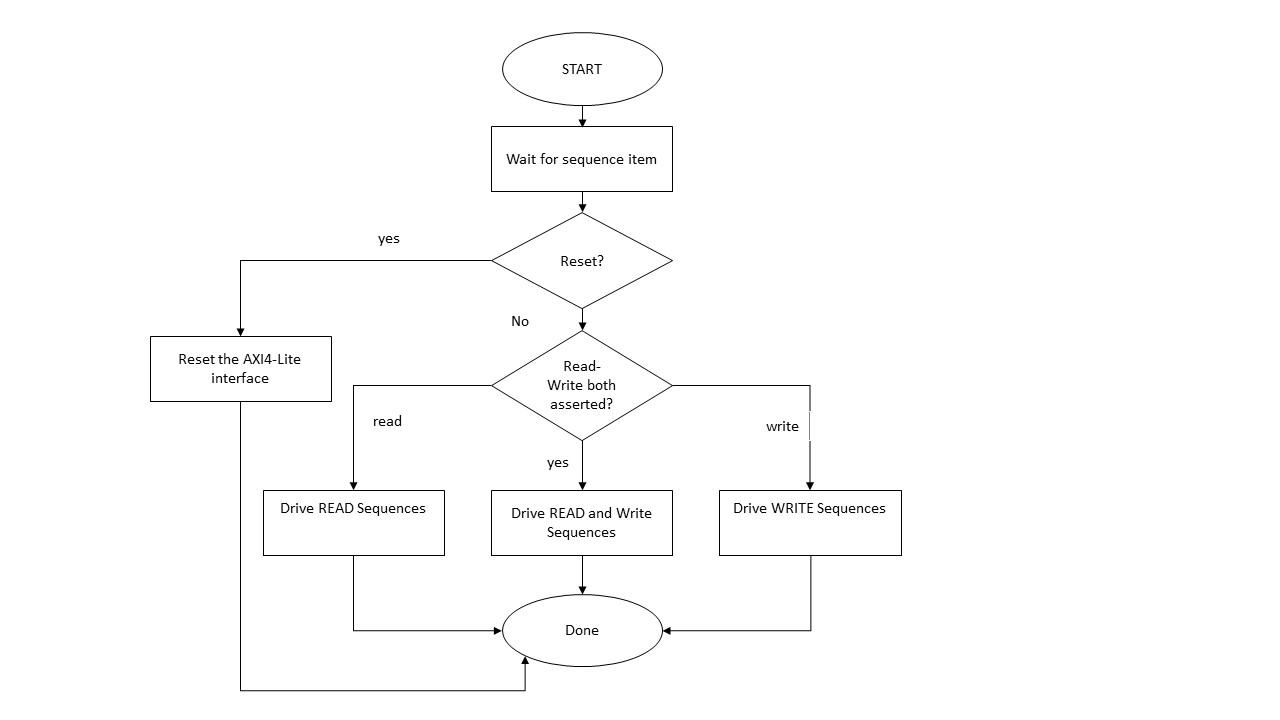 START
Wait for sequence item
yes
Reset?
No
Reset the AXI4-Lite
interface
Read-
Write both
asserted?
read
write
yes
Drive READ Sequences
Drive READ and Write
Sequences
Drive WRITE Sequences
Done